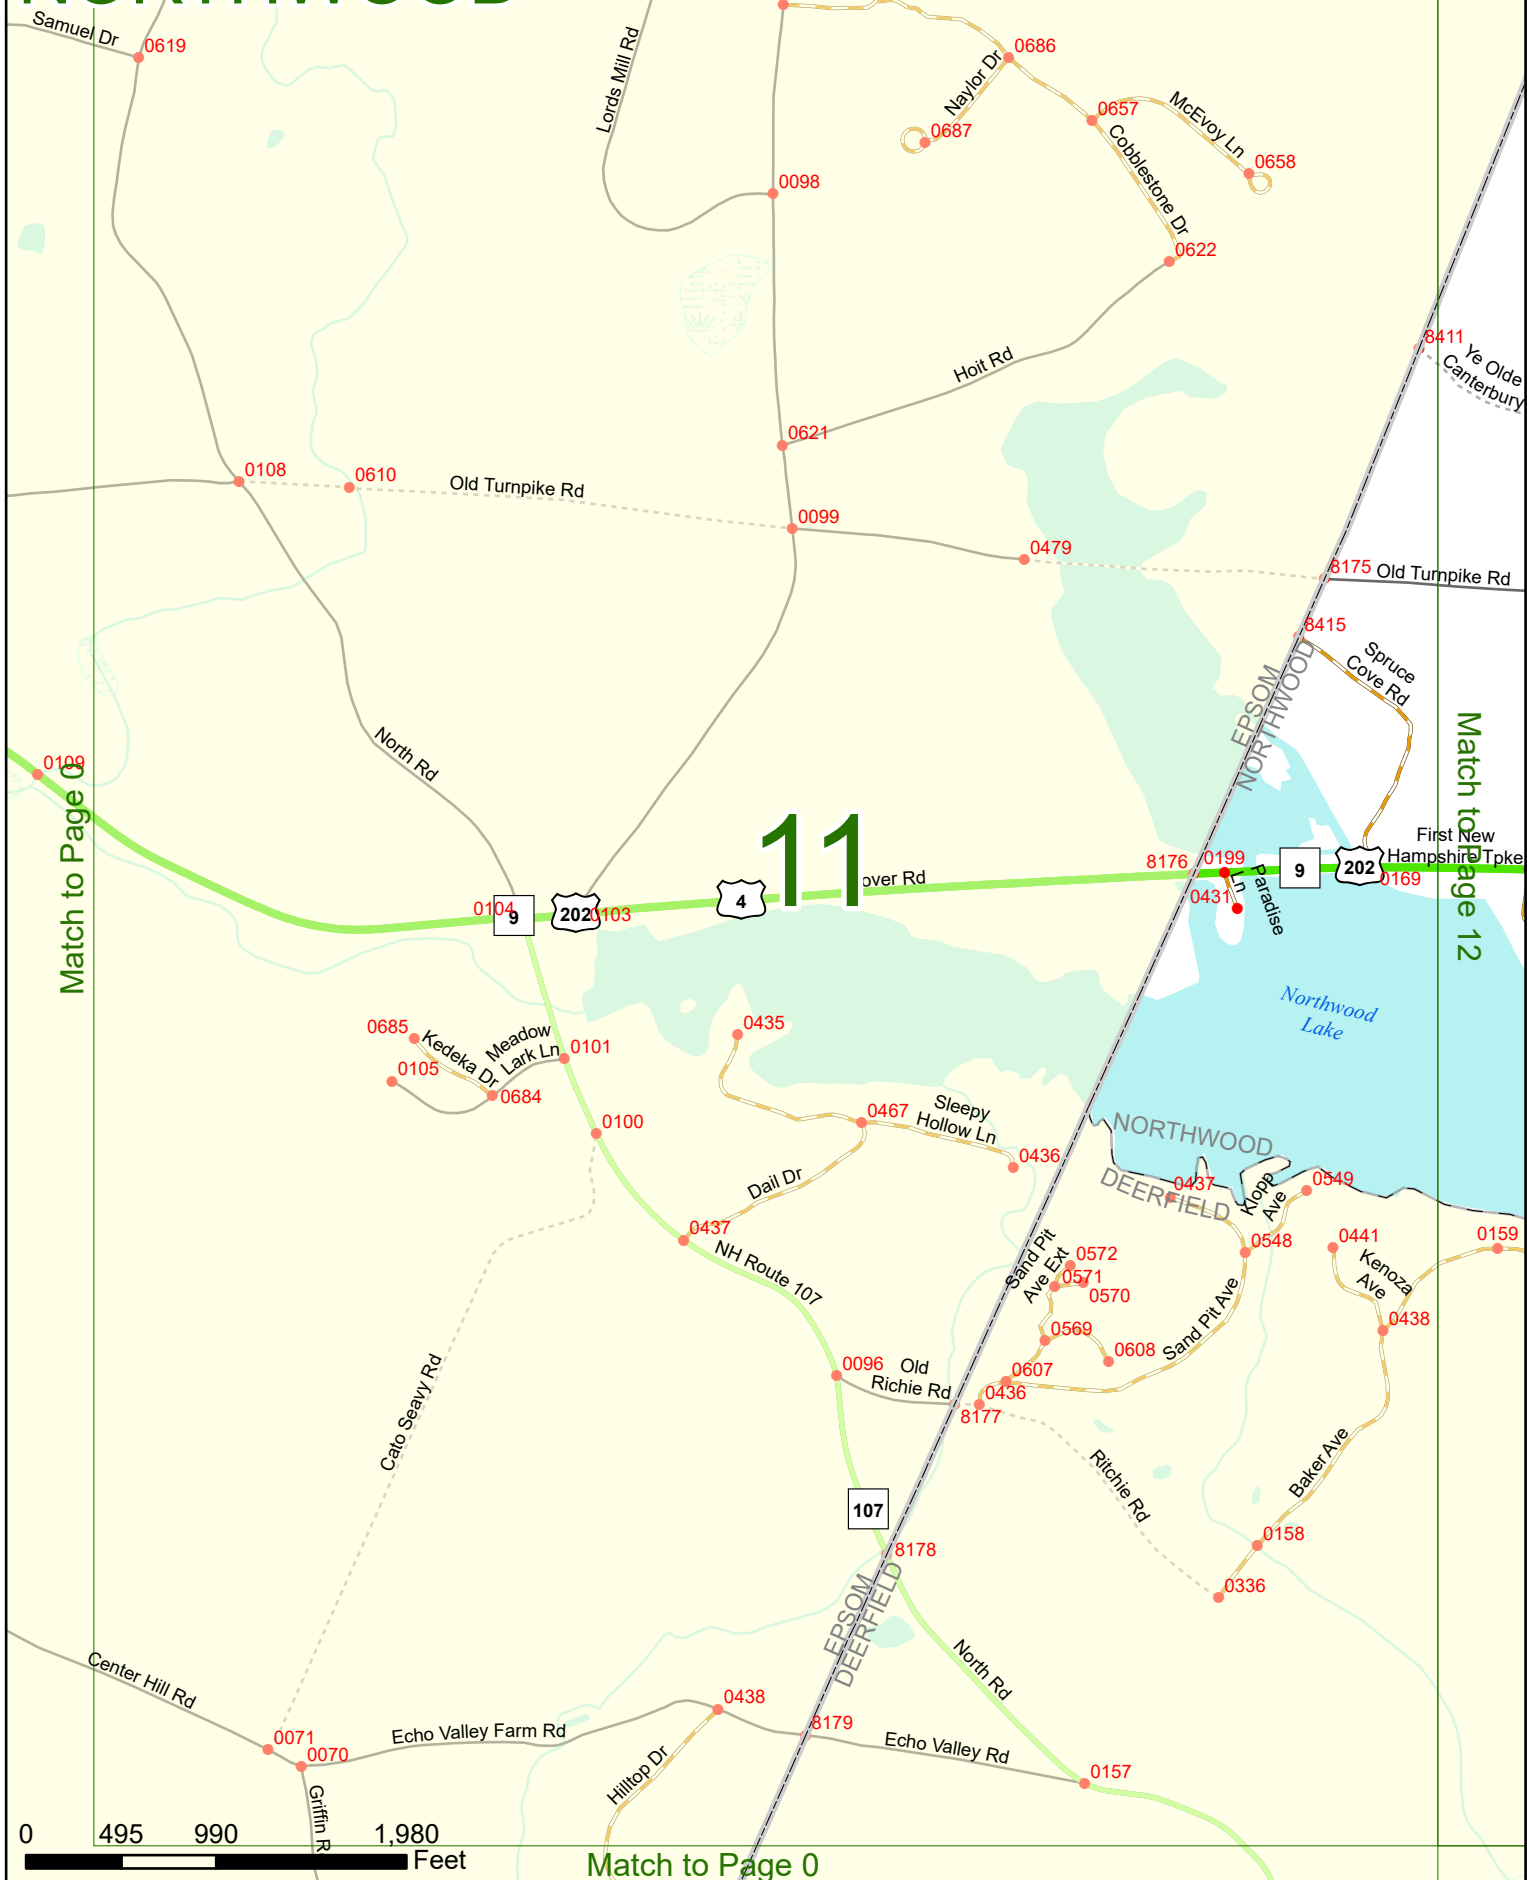 NORTHWOOD
Samuel Dr
0619
Lords Mill Rd
0686
Naylor Dr
0687
0657
McEvoy Ln
0658
Cobblestone Dr
0098
0622
8411
Ye Olde
Canterbury
Hoit Rd
0621
0108
0610
Old Turnpike Rd
0099
0479
8175
Old Turnpike Rd
8415
EPSOM
NORTHWOOD
Spruce
Cove Rd
North Rd
0109
Match to Page 0
Match to Page 12
11
First New
Hampshire Tpke
8176
0199
9
202
0169
over Rd
4
0104
9
202
0103
0431
Paradise
Ln
Northwood
Lake
0685
Kedeka Dr
Meadow
Lark Ln
0101
0105
0684
0435
0100
0467
Sleepy
Hollow Ln
0436
NORTHWOOD
DEERFIELD
0437
Klopp
Ave
0549
Dail Dr
0437
NH Route 107
0548
0441
0159
Kenoza
Ave
Sand Pit
Ave Ext
0572
0571
0570
0438
Sand Pit Ave
0569
0608
0096
Old
Richie Rd
0607
0436
8177
Cato Seavy Rd
Ritchie Rd
Baker Ave
107
0158
8178
0336
EPSOM
DEERFIELD
North Rd
Center Hill Rd
0438
8179
Echo Valley Farm Rd
Echo Valley Rd
0071
0070
0157
Hilltop Dr
Griffin R
0 495 990 1,980
Feet
Match to Page 0